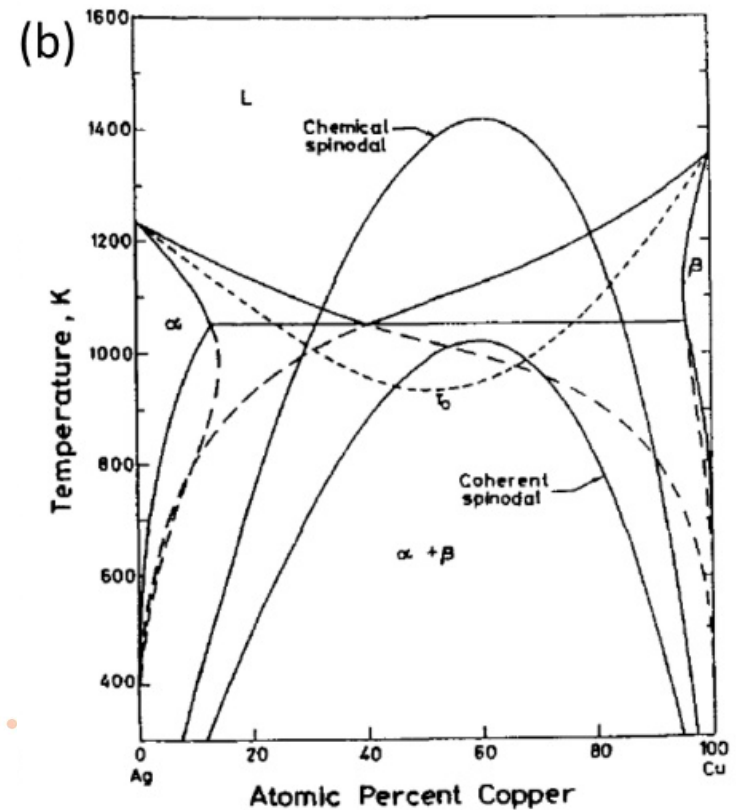 (b)
1600
1400
1200
1000
800
600
400
Temperature, K
L
Chemical
spinodal
α
β
T₀
Coherent
spinodal
α + β
0
20
40
60
80
100
Ag
Cu
Atomic Percent Copper